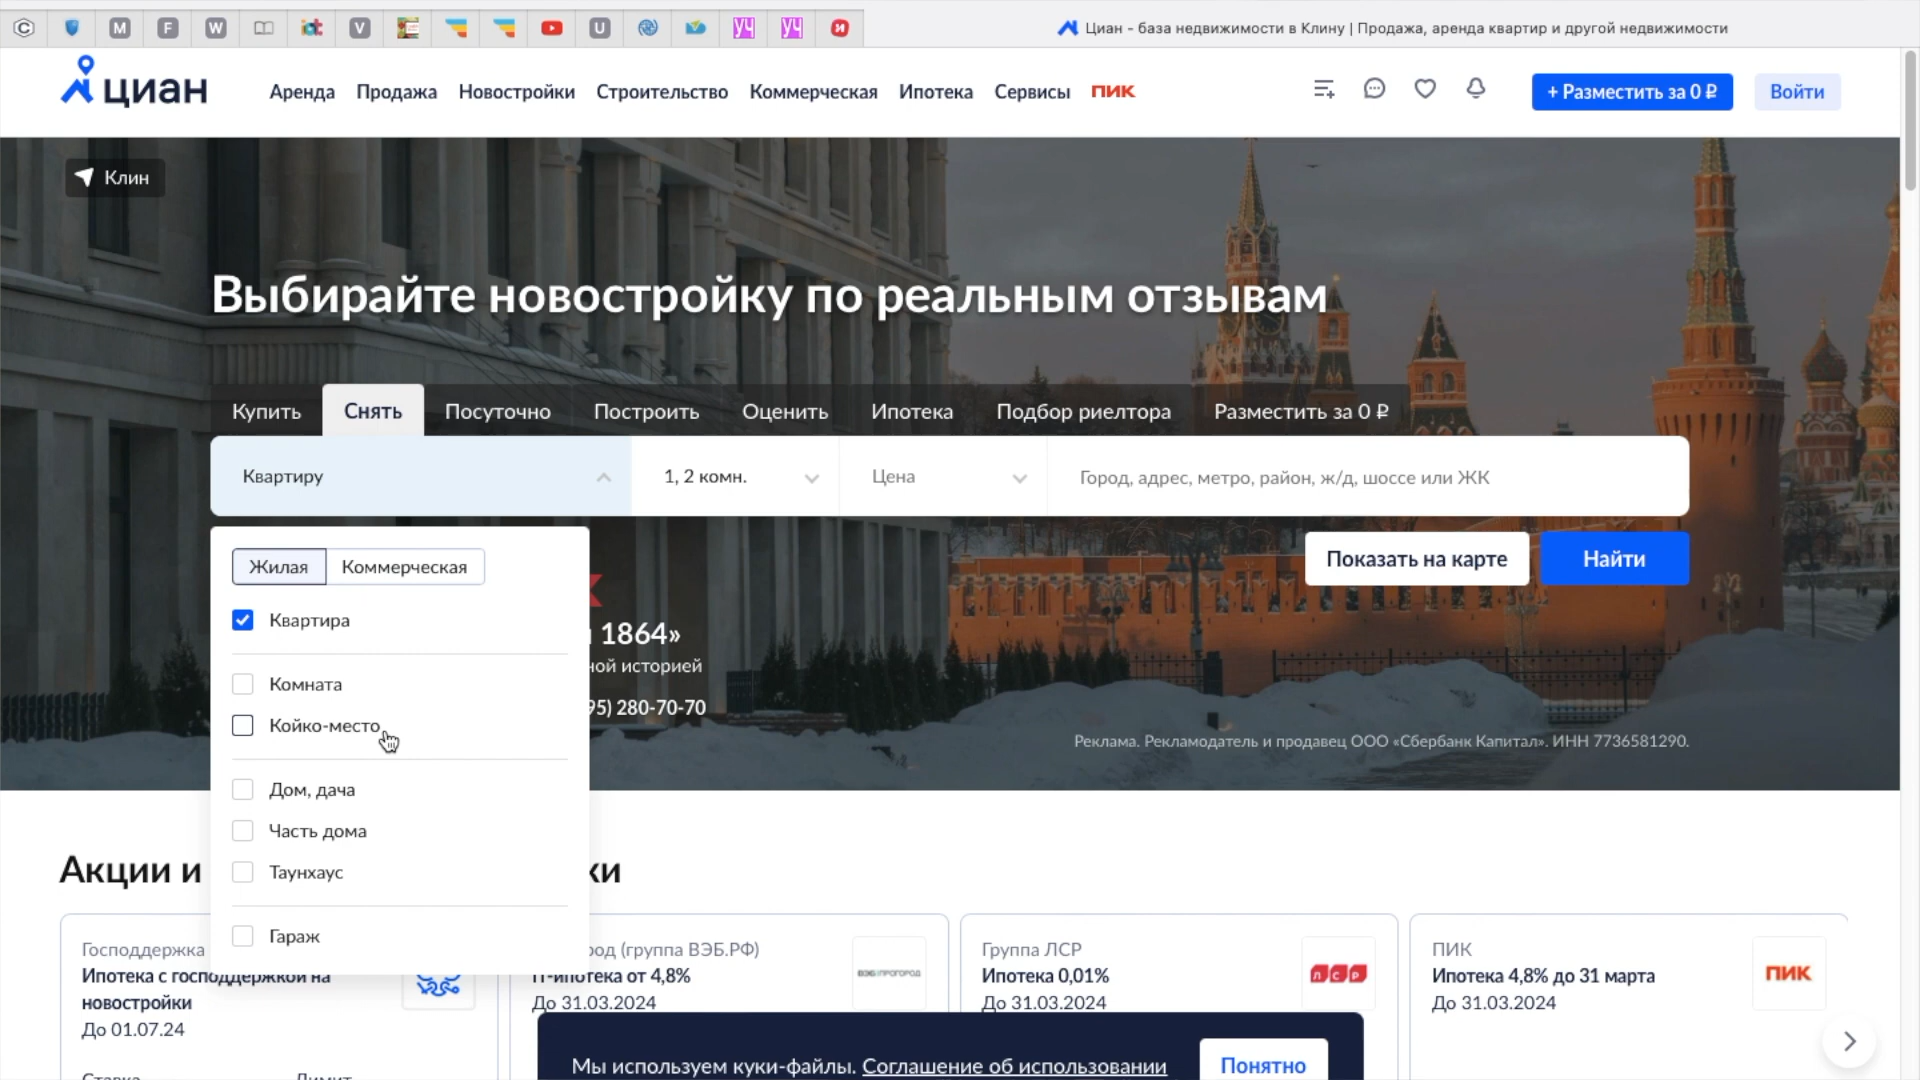 Циан - база недвижимости в Клину | Продажа, аренда квартир и другой недвижимости
циан
Аренда Продажа Новостройки Строительство Коммерческая Ипотека Сервисы ПИК
+ Разместить за 0 ₽
Войти
Клин
Выбирайте новостройку по реальным отзывам
Купить Снять Посуточно Построить Оценить Ипотека Подбор риелтора Разместить за 0 ₽
Квартиру
1, 2 комн.
Цена
Город, адрес, метро, район, ж/д, шоссе или ЖК
Показать на карте
Найти
Жилая Коммерческая
Квартира
Комната
Койко-место
Дом, дача
Часть дома
Таунхаус
Гараж
1864»
ной историей
95) 280-70-70
Реклама. Рекламодатель и продавец ООО «Сбербанк Капитал». ИНН 7736581290.
Акции и
ки
Господдержка
Ипотека с господдержкой на
новостройки
До 01.07.24
Ставка
Лимит
род (группа ВЭБ.РФ)
IT-ипотека от 4,8%
До 31.03.2024
ВЭБ ПРОГОРОД
Группа ЛСР
Ипотека 0,01%
До 31.03.2024
ЛСР
ПИК
Ипотека 4,8% до 31 марта
До 31.03.2024
ПИК
Мы используем куки-файлы. Соглашение об использовании
Понятно